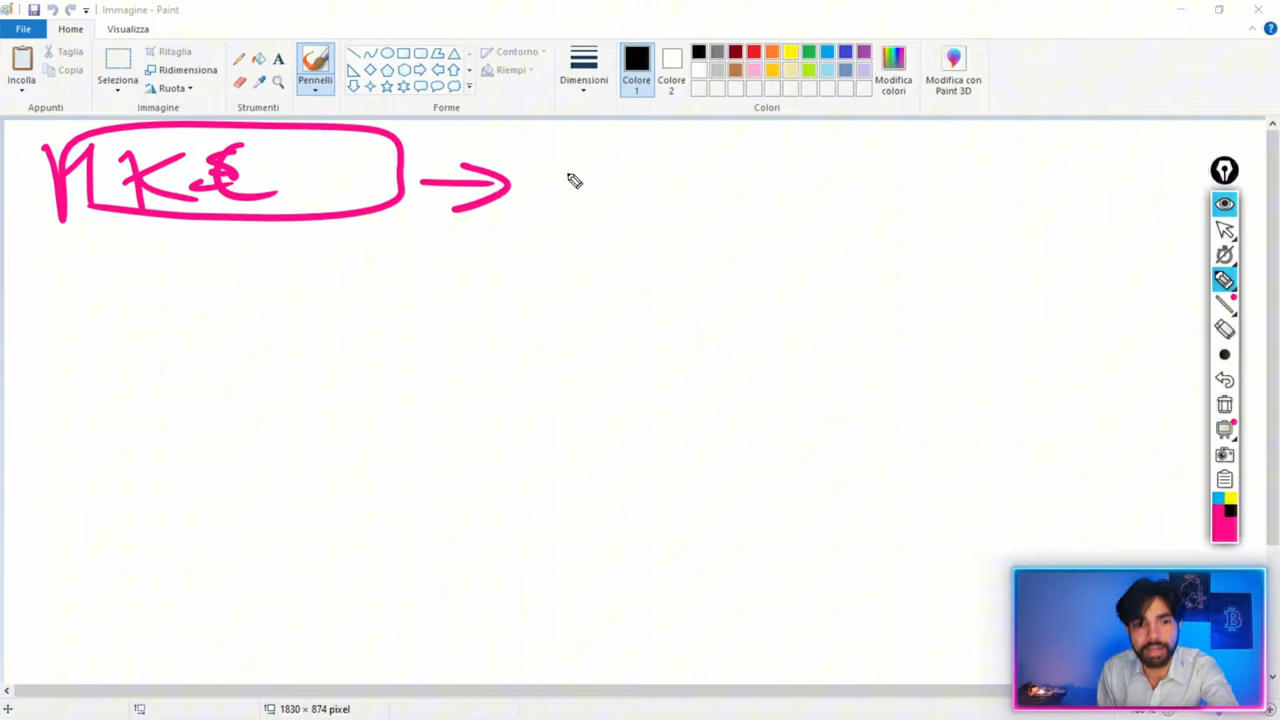 Immagine - Paint
File Home Visualizza
Incolla
Taglia
Copia
Appunti
Seleziona
Ritaglia
Ridimensiona
Ruota
Immagine
A
Strumenti
Pennelli
Contorno
Riempi
Forme
Dimensioni
Colore 1
Colore 2
Modifica colori
Colori
Modifica con Paint 3D
1830 × 874 pixel